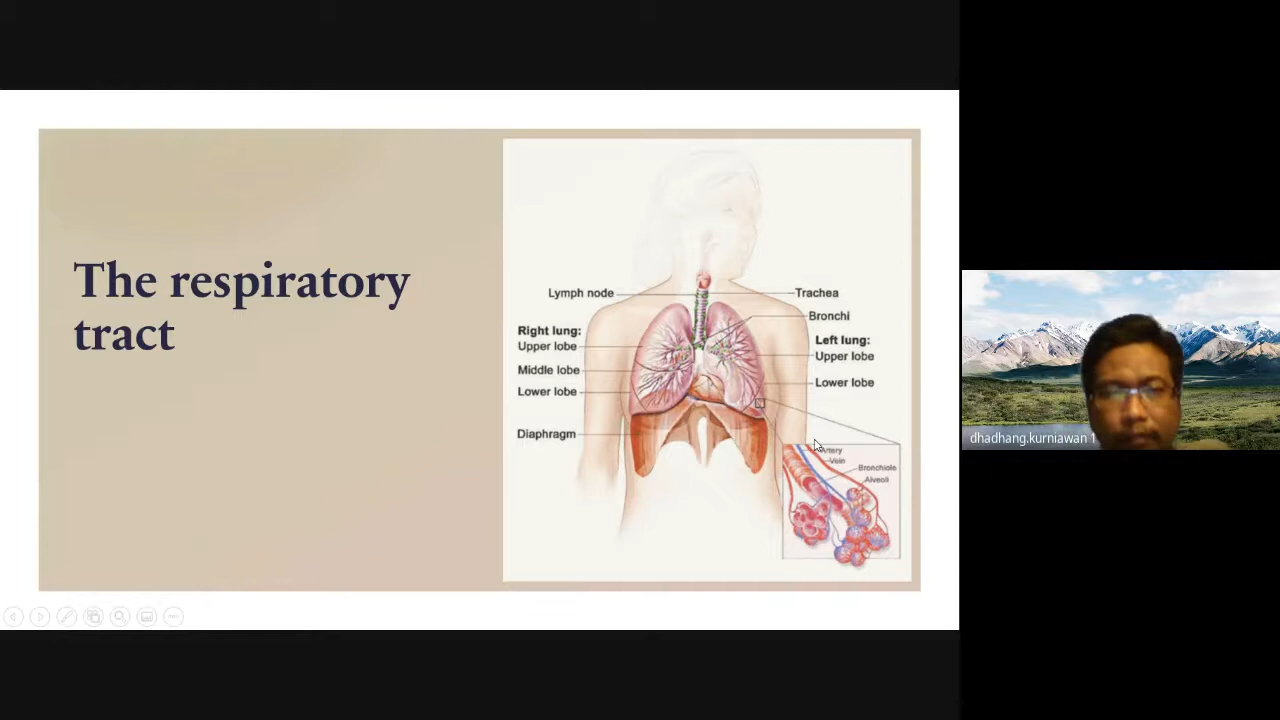 The respiratory
tract
Lymph node
Right lung:
Upper lobe
Middle lobe
Lower lobe
Diaphragm
Trachea
Bronchi
Left lung:
Upper lobe
Lower lobe
Artery
Vein
Bronchiole
Alveoli
dhadhang.kurniawan 1